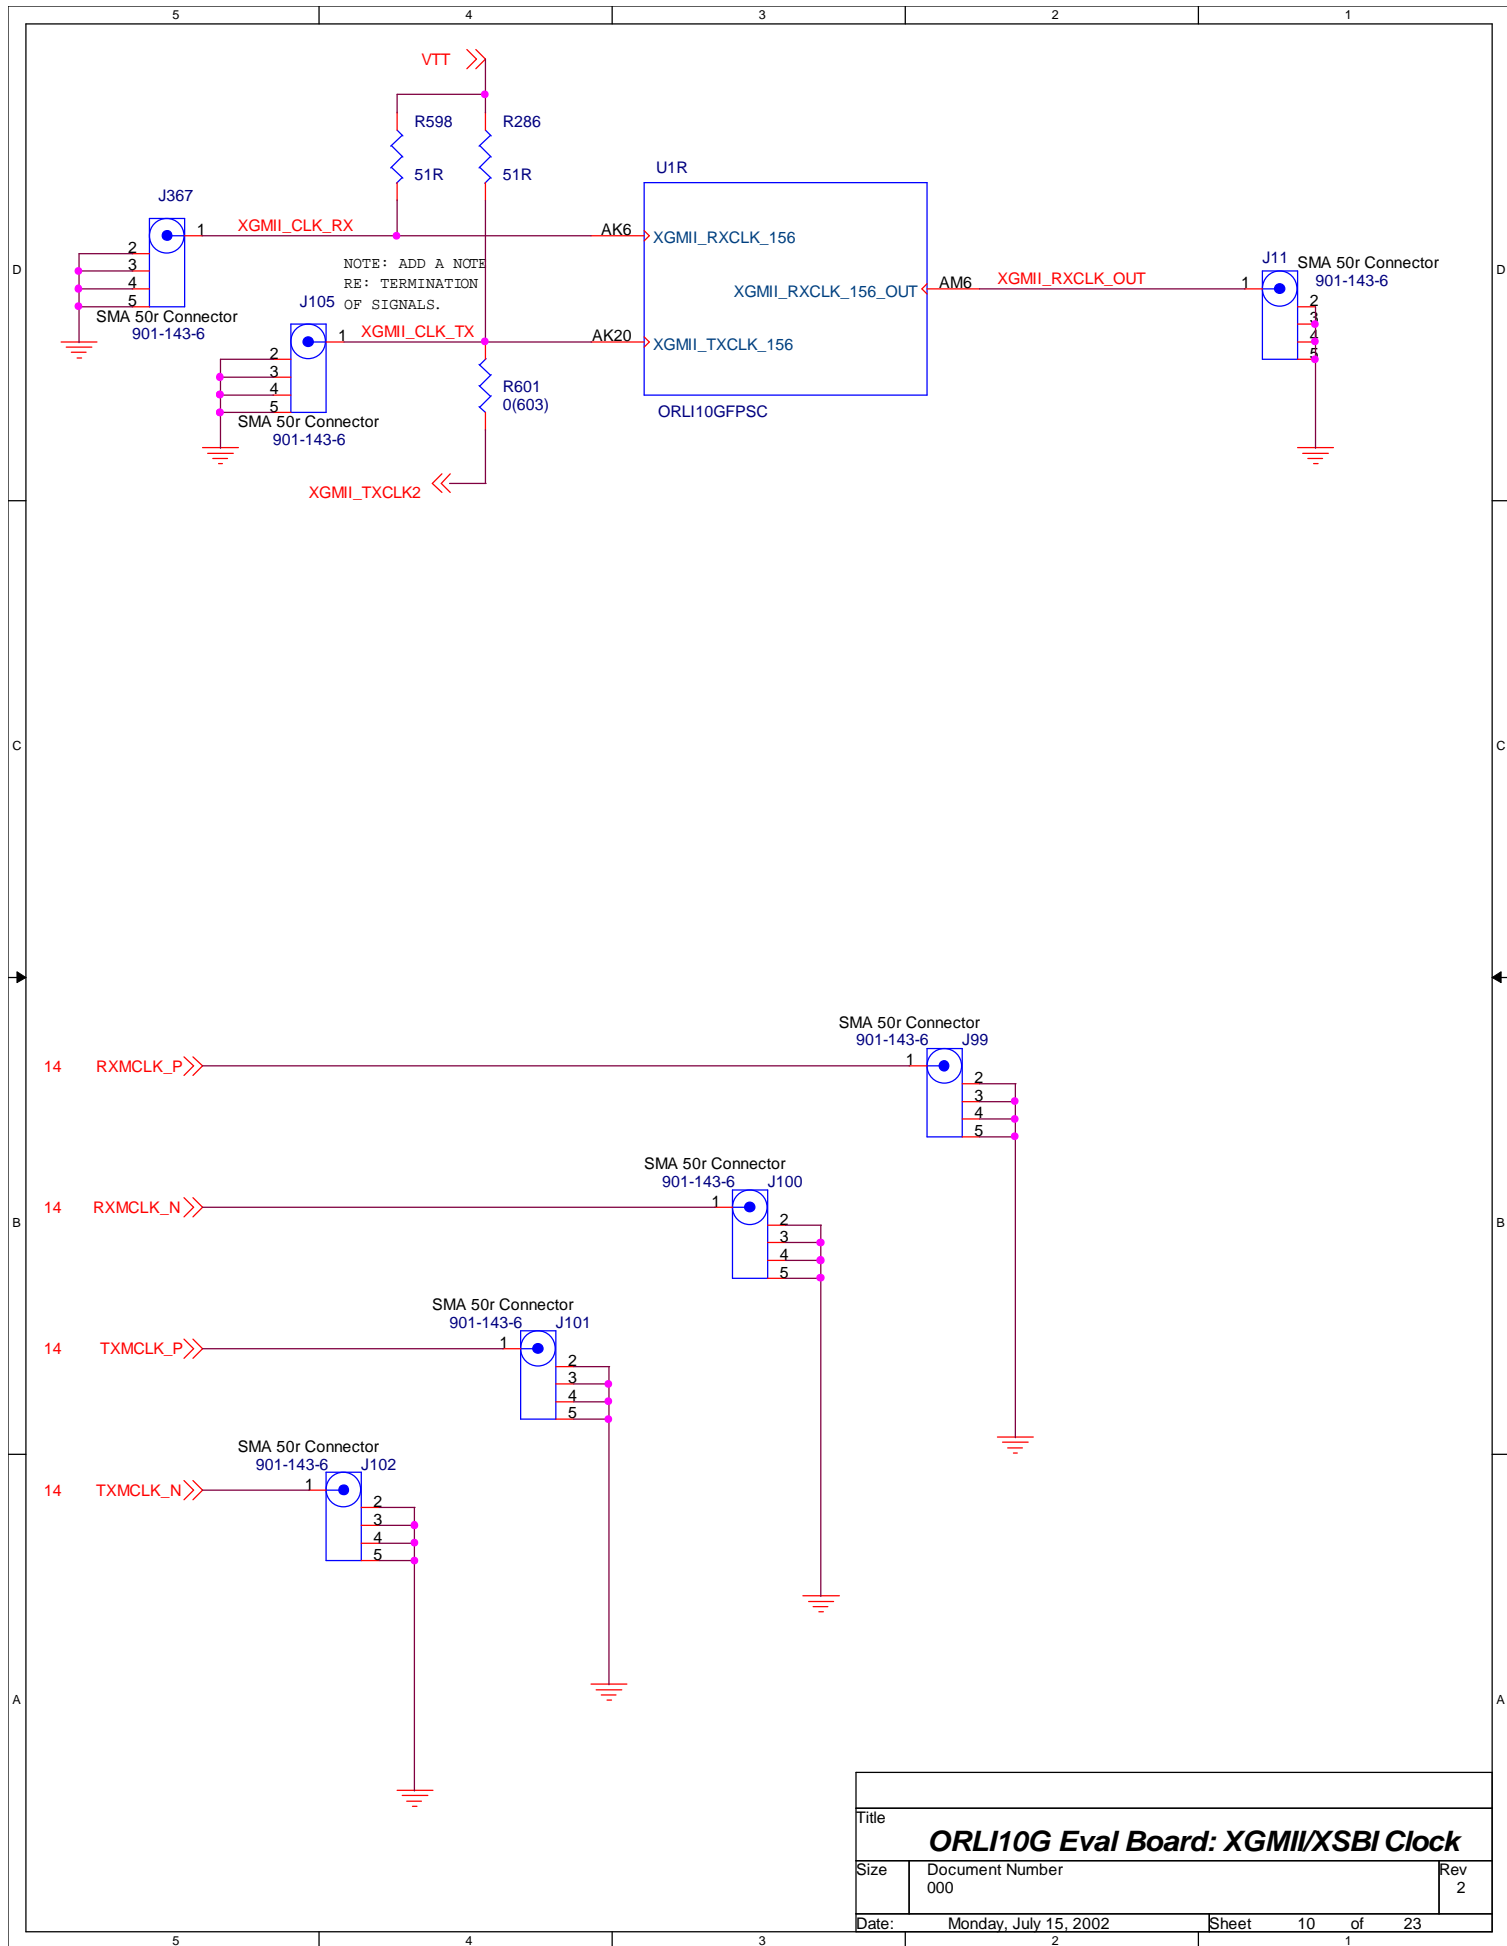 5 4 3 2 1
VTT
R598 R286
51R 51R
U1R
J367
1 XGMII_CLK_RX AK6 XGMII_RXCLK_156
2
3
4
5
SMA 50r Connector
901-143-6
NOTE: ADD A NOTE
RE: TERMINATION
OF SIGNALS.
D D
XGMII_RXCLK_156_OUT AM6 XGMII_RXCLK_OUT 1
J11 SMA 50r Connector
901-143-6
2
3
4
5
J105
1 XGMII_CLK_TX AK20 XGMII_TXCLK_156
2
3
4
5
SMA 50r Connector
901-143-6
R601
0(603)
ORLI10GFPSC
XGMII_TXCLK2
C C
SMA 50r Connector
901-143-6 J99
14 RXMCLK_P 1
2
3
4
5
SMA 50r Connector
901-143-6 J100
14 RXMCLK_N 1
2
3
4
5
B B
SMA 50r Connector
901-143-6 J101
14 TXMCLK_P 1
2
3
4
5
SMA 50r Connector
901-143-6 J102
14 TXMCLK_N 1
2
3
4
5
A A
Title
ORLI10G Eval Board: XGMII/XSBI Clock
Size Document Number Rev
000 2
Date: Monday, July 15, 2002 Sheet 10 of 23
5 4 3 2 1